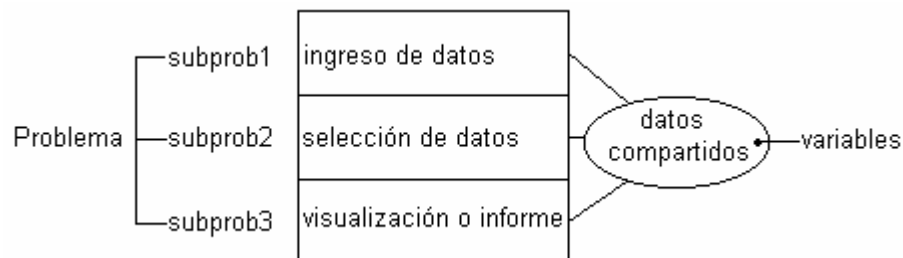 subprob1 ingreso de datos
Problema subprob2 selección de datos
datos
compartidos
variables
subprob3 visualización o informe